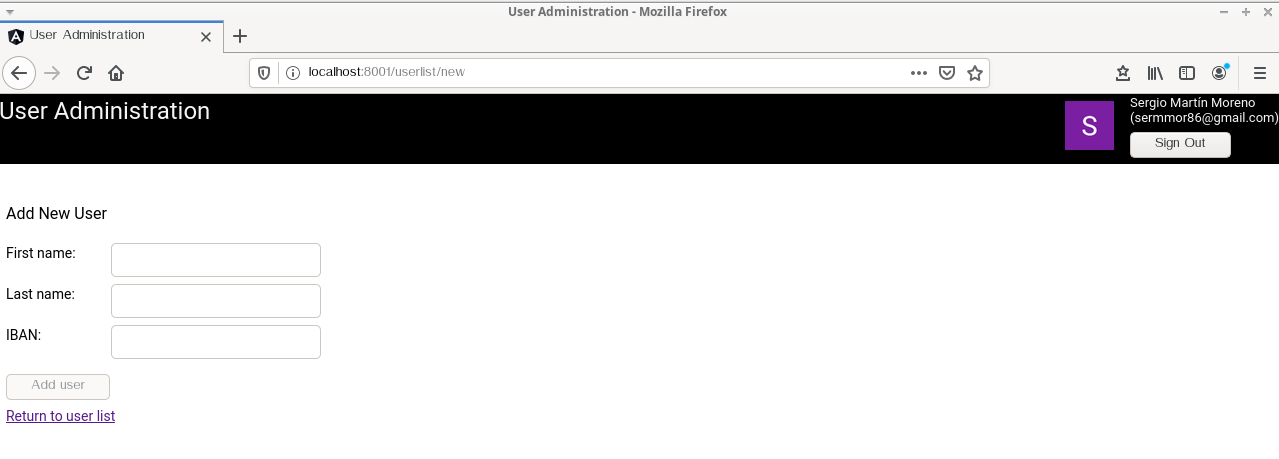 User Administration - Mozilla Firefox
User Administration
localhost:8001/userlist/new
User Administration
S
Sergio Martín Moreno
(sermmor86@gmail.com)
Sign Out
Add New User
First name:
Last name:
IBAN:
Add user
Return to user list